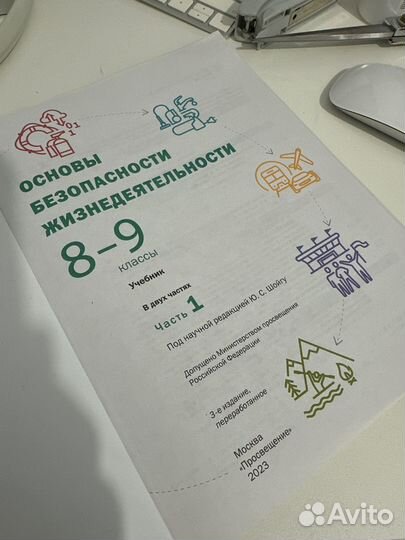 ОСНОВЫ
БЕЗОПАСНОСТИ
ЖИЗНЕДЕЯТЕЛЬНОСТИ
8–9
классы
Учебник
В двух частях
Часть 1
Под научной редакцией Ю. С. Шойгу
Допущено Министерством просвещения
Российской Федерации
3-е издание,
переработанное
Москва
«Просвещение»
2023
Avito